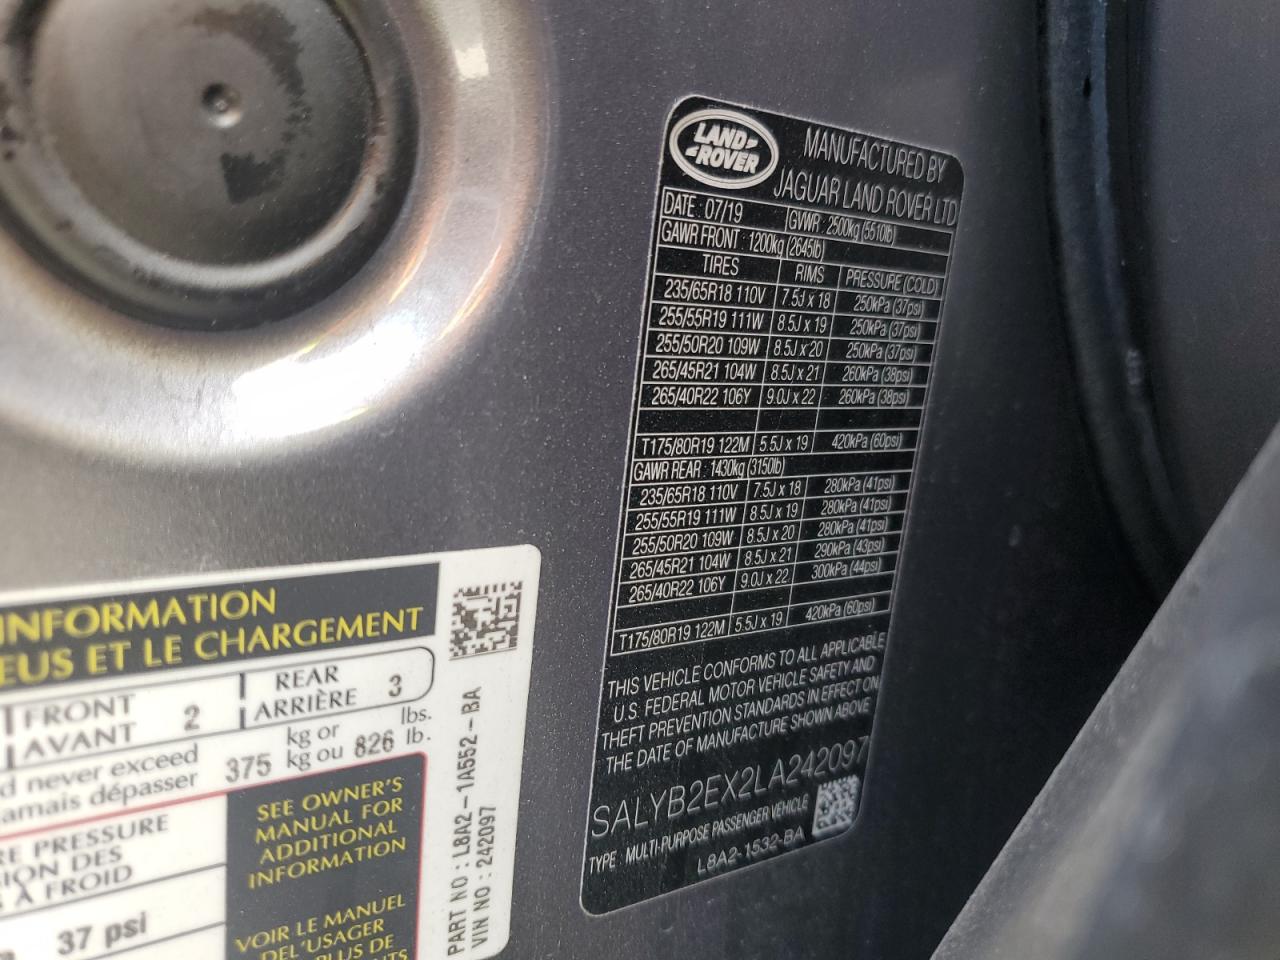 LAND ROVER
MANUFACTURED BY
JAGUAR LAND ROVER LTD
DATE : 07/19 GVWR : 2500kg (5510lb)
GAWR FRONT : 1200kg (2645lb)
TIRES RIMS PRESSURE (COLD)
235/65R18 110V 7.5J x 18 250kPa (37psi)
255/55R19 111W 8.5J x 19 250kPa (37psi)
255/50R20 109W 8.5J x 20 250kPa (37psi)
265/45R21 104W 8.5J x 21 260kPa (38psi)
265/40R22 106Y 9.0J x 22 260kPa (38psi)
T175/80R19 122M 5.5J x 19 420kPa (60psi)
GAWR REAR : 1430kg (3150lb)
235/65R18 110V 7.5J x 18 280kPa (41psi)
255/55R19 111W 8.5J x 19 280kPa (41psi)
255/50R20 109W 8.5J x 20 280kPa (41psi)
265/45R21 104W 8.5J x 21 290kPa (43psi)
265/40R22 106Y 9.0J x 22 300kPa (44psi)
T175/80R19 122M 5.5J x 19 420kPa (60psi)
THIS VEHICLE CONFORMS TO ALL APPLICABLE
U.S. FEDERAL MOTOR VEHICLE SAFETY AND
THEFT PREVENTION STANDARDS IN EFFECT ON
THE DATE OF MANUFACTURE SHOWN ABOVE
SALYB2EX2LA242097
TYPE : MULTI-PURPOSE PASSENGER VEHICLE
L8A2-1532-BA
INFORMATION
EUS ET LE CHARGEMENT
FRONT REAR
AVANT 2 ARRIÈRE 3
d never exceed 375 kg or 826 lbs.
amais dépasser kg ou lb.
RE PRESSURE
ION DES
À FROID
37 psi
SEE OWNER'S
MANUAL FOR
ADDITIONAL
INFORMATION
VOIR LE MANUEL
DEL'USAGER
PLUS DE
PART NO : L8A2-1A552-BA
VIN NO : 242097